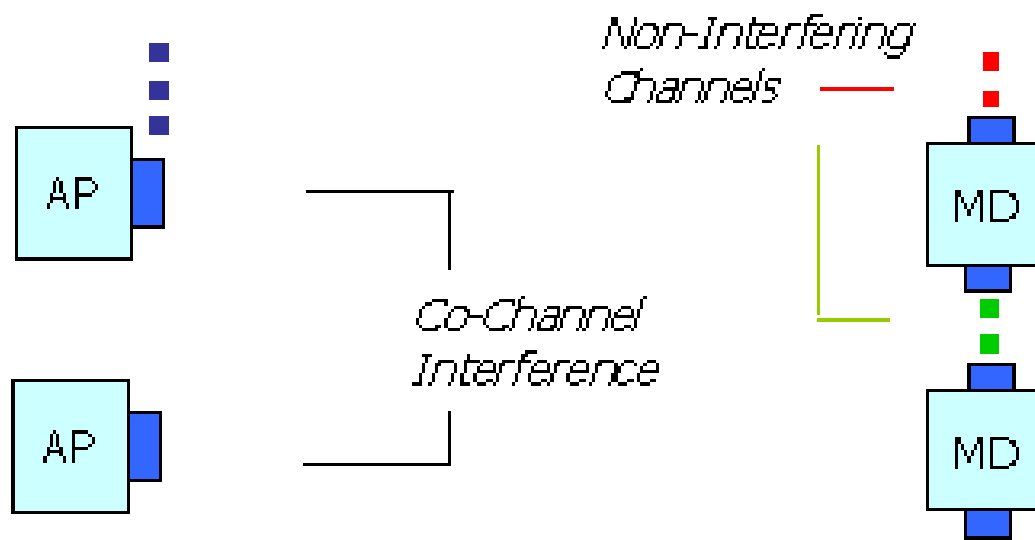 Non-Interfering
Channels
AP
MD
Co-Channel
Interference
AP
MD